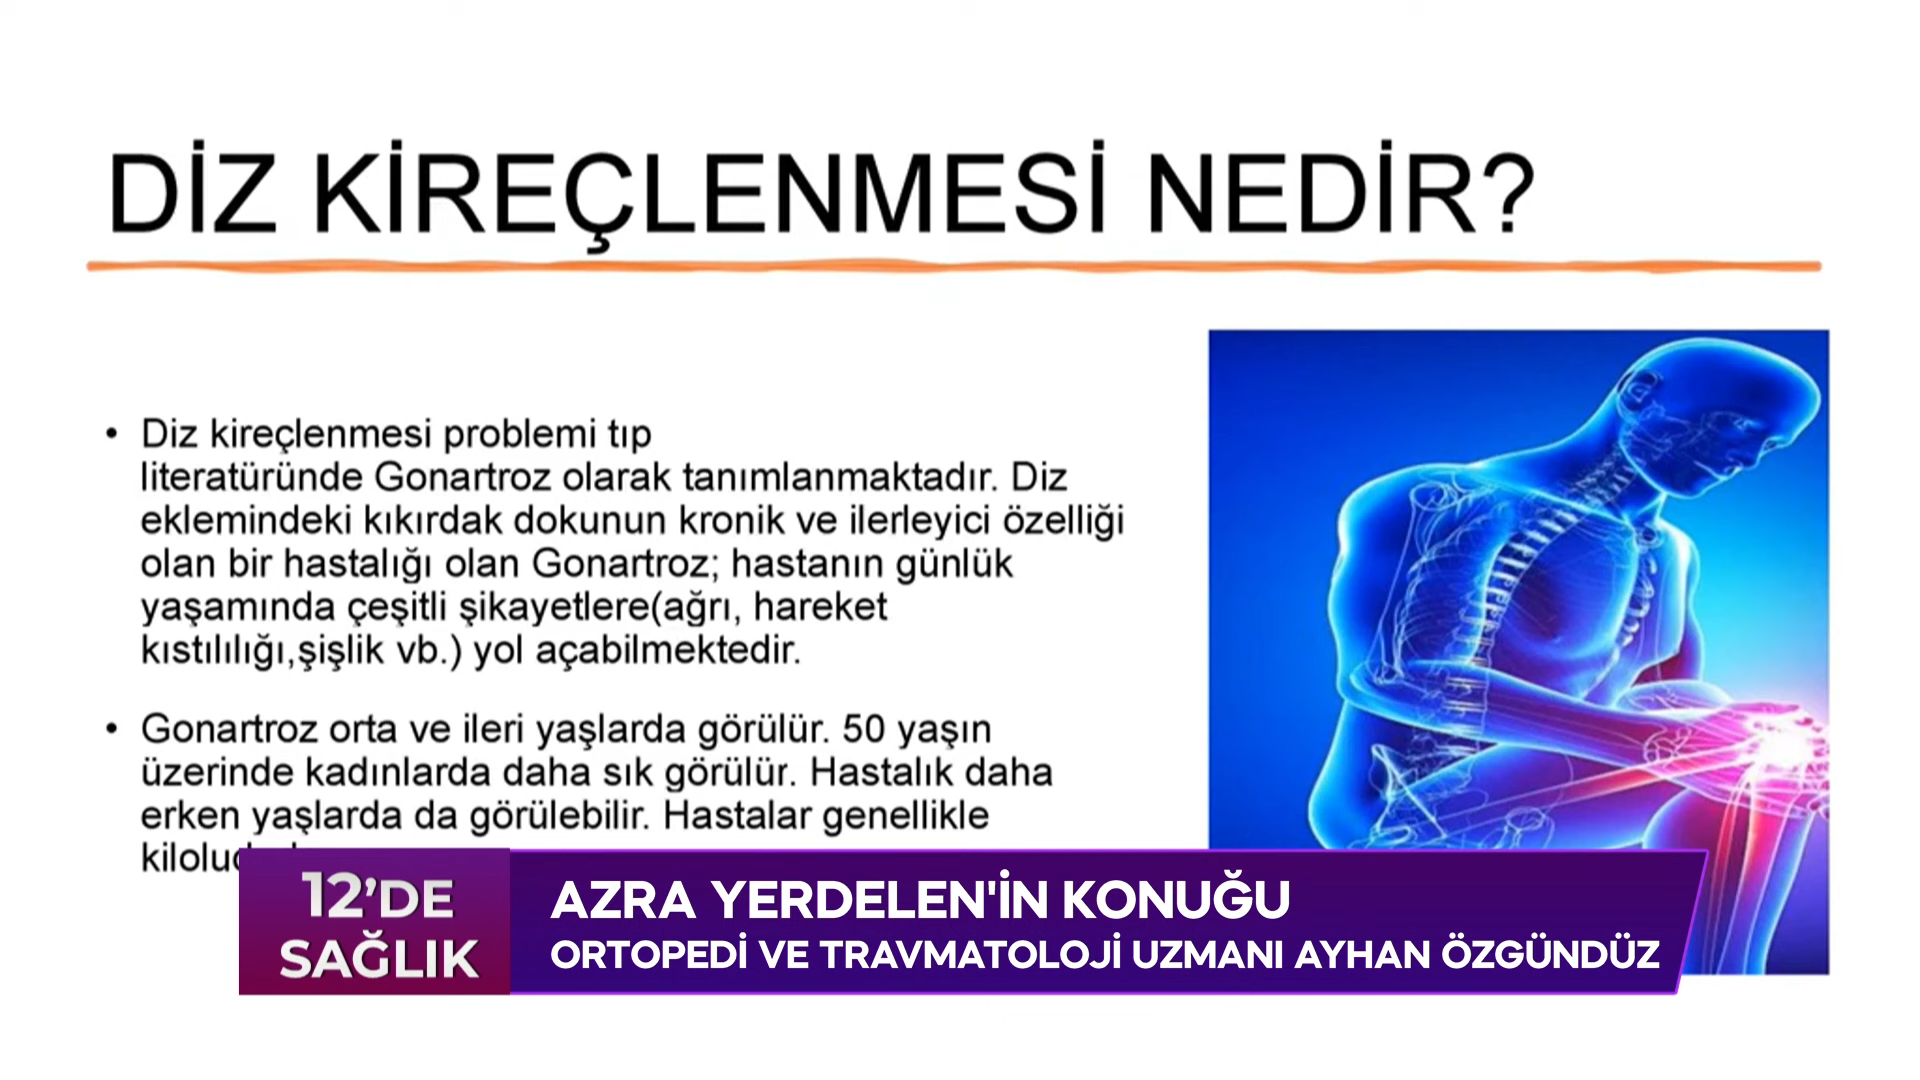 DİZ KİREÇLENMESİ NEDİR?
• Diz kireçlenmesi problemi tıp
literatüründe Gonartroz olarak tanımlanmaktadır. Diz
eklemindeki kıkırdak dokunun kronik ve ilerleyici özelliği
olan bir hastalığı olan Gonartroz; hastanın günlük
yaşamında çeşitli şikayetlere(ağrı, hareket
kıstılılığı,şişlik vb.) yol açabilmektedir.
• Gonartroz orta ve ileri yaşlarda görülür. 50 yaşın
üzerinde kadınlarda daha sık görülür. Hastalık daha
erken yaşlarda da görülebilir. Hastalar genellikle
12’DE
SAĞLIK
AZRA YERDELEN'İN KONUĞU
ORTOPEDİ VE TRAVMATOLOJİ UZMANI AYHAN ÖZGÜNDÜZ